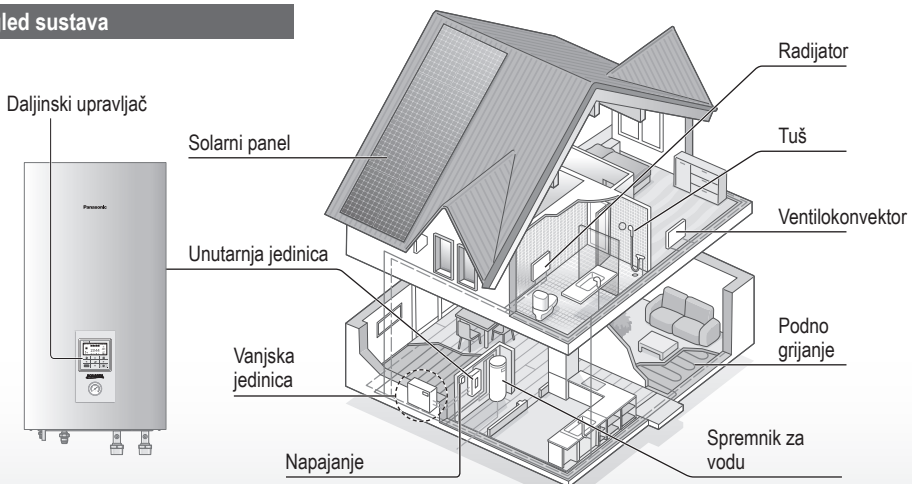 led sustava
Daljinski upravljač
Panasonic
Solarni panel
Unutarnja jedinica
Vanjska
jedinica
Napajanje
Radijator
Tuš
Ventilokonvektor
Podno
grijanje
Spremnik za
vodu